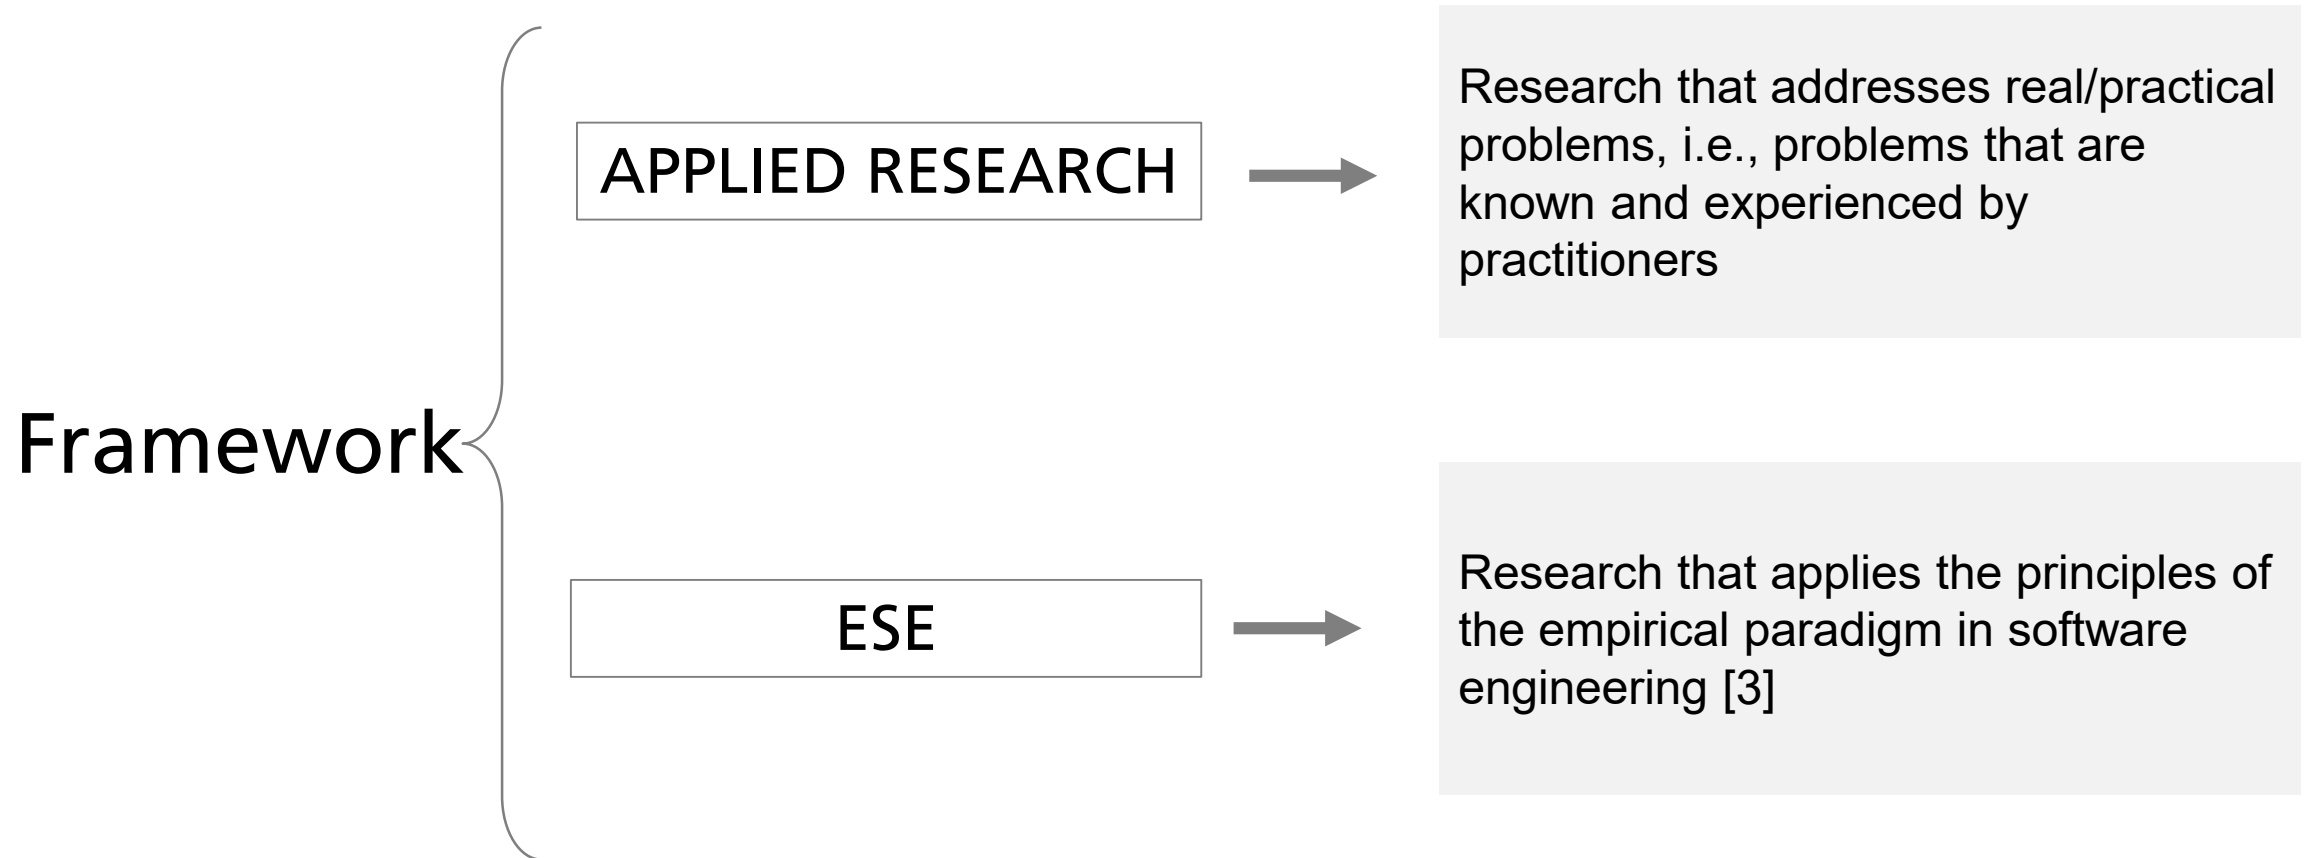 Framework
APPLIED RESEARCH
Research that addresses real/practical
problems, i.e., problems that are
known and experienced by
practitioners
ESE
Research that applies the principles of
the empirical paradigm in software
engineering [3]